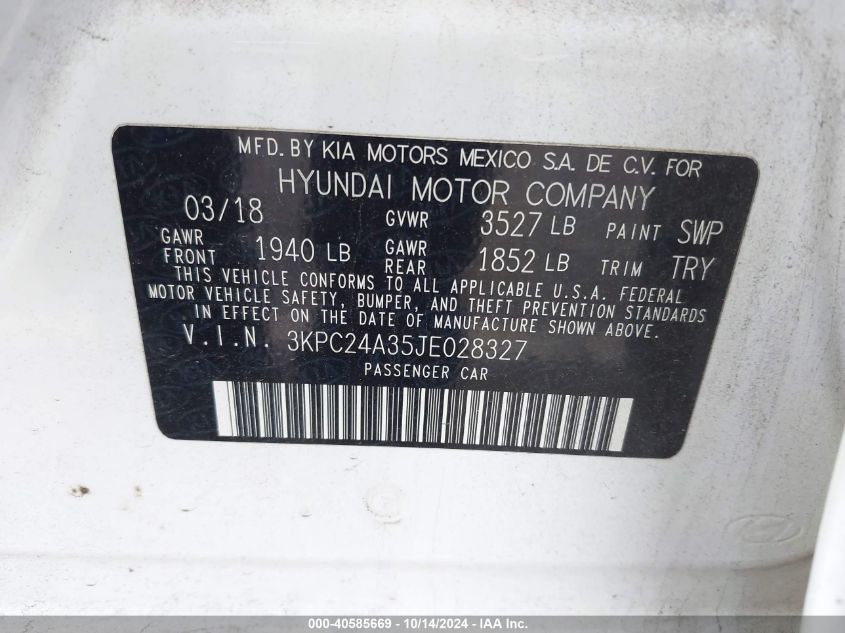 MFD. BY KIA MOTORS MEXICO S.A. DE C.V. FOR
HYUNDAI MOTOR COMPANY
03/18 GVWR 3527 LB PAINT SWP
GAWR FRONT 1940 LB GAWR REAR 1852 LB TRIM TRY
THIS VEHICLE CONFORMS TO ALL APPLICABLE U.S.A. FEDERAL
MOTOR VEHICLE SAFETY, BUMPER, AND THEFT PREVENTION STANDARDS
IN EFFECT ON THE DATE OF MANUFACTURE SHOWN ABOVE.
V.I.N. 3KPC24A35JE028327
PASSENGER CAR
000-40585669 - 10/14/2024 - IAA Inc.